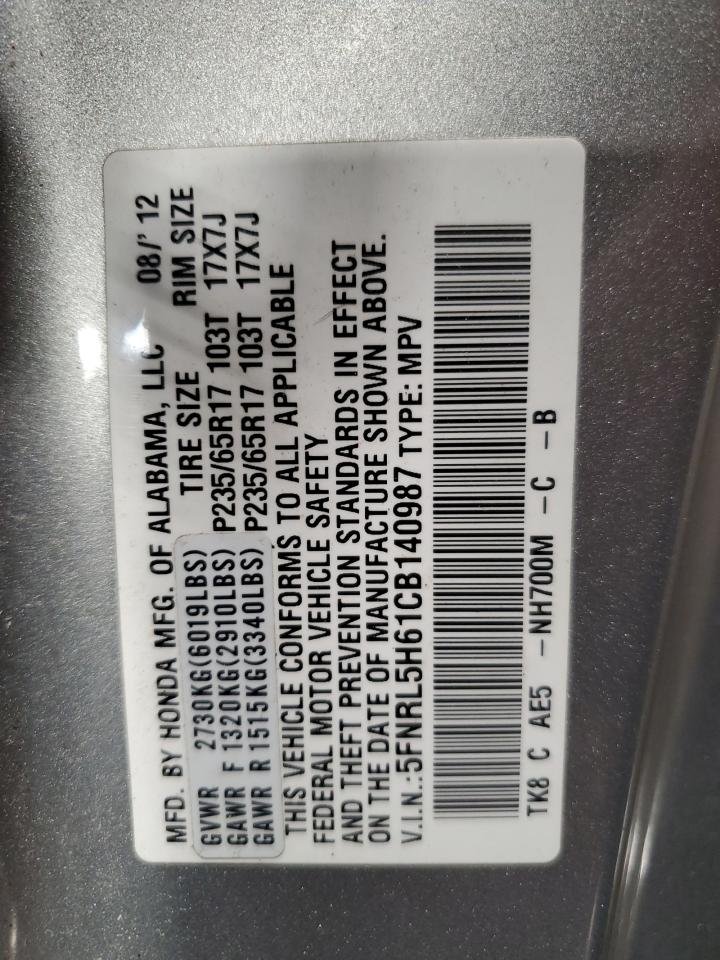 MFD. BY HONDA MFG. OF ALABAMA, LLC 08/' 12
TIRE SIZE RIM SIZE
GVWR 2730KG(6019LBS)
GAWR F 1320KG(2910LBS) P235/65R17 103T 17X7J
GAWR R 1515KG(3340LBS) P235/65R17 103T 17X7J
THIS VEHICLE CONFORMS TO ALL APPLICABLE
FEDERAL MOTOR VEHICLE SAFETY
AND THEFT PREVENTION STANDARDS IN EFFECT
ON THE DATE OF MANUFACTURE SHOWN ABOVE.
V.I.N.:5FNRL5H61CB140987 TYPE: MPV
TK8 C AE5 -NH700M -C -B